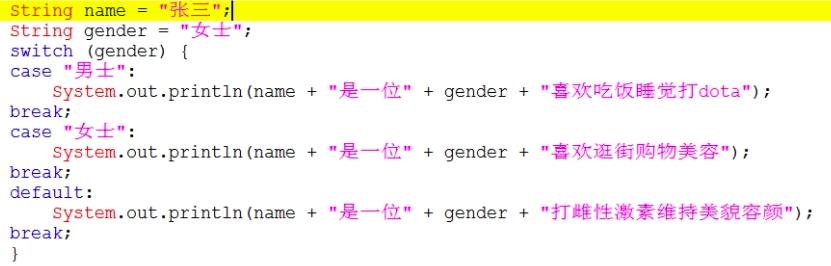 String name = "张三";
String gender = "女士";
switch (gender) {
case "男士":
    System.out.println(name + "是一位" + gender + "喜欢吃饭睡觉打dota");
break;
case "女士":
    System.out.println(name + "是一位" + gender + "喜欢逛街购物美容");
break;
default:
    System.out.println(name + "是一位" + gender + "打雌性激素维持美貌容颜");
break;
}